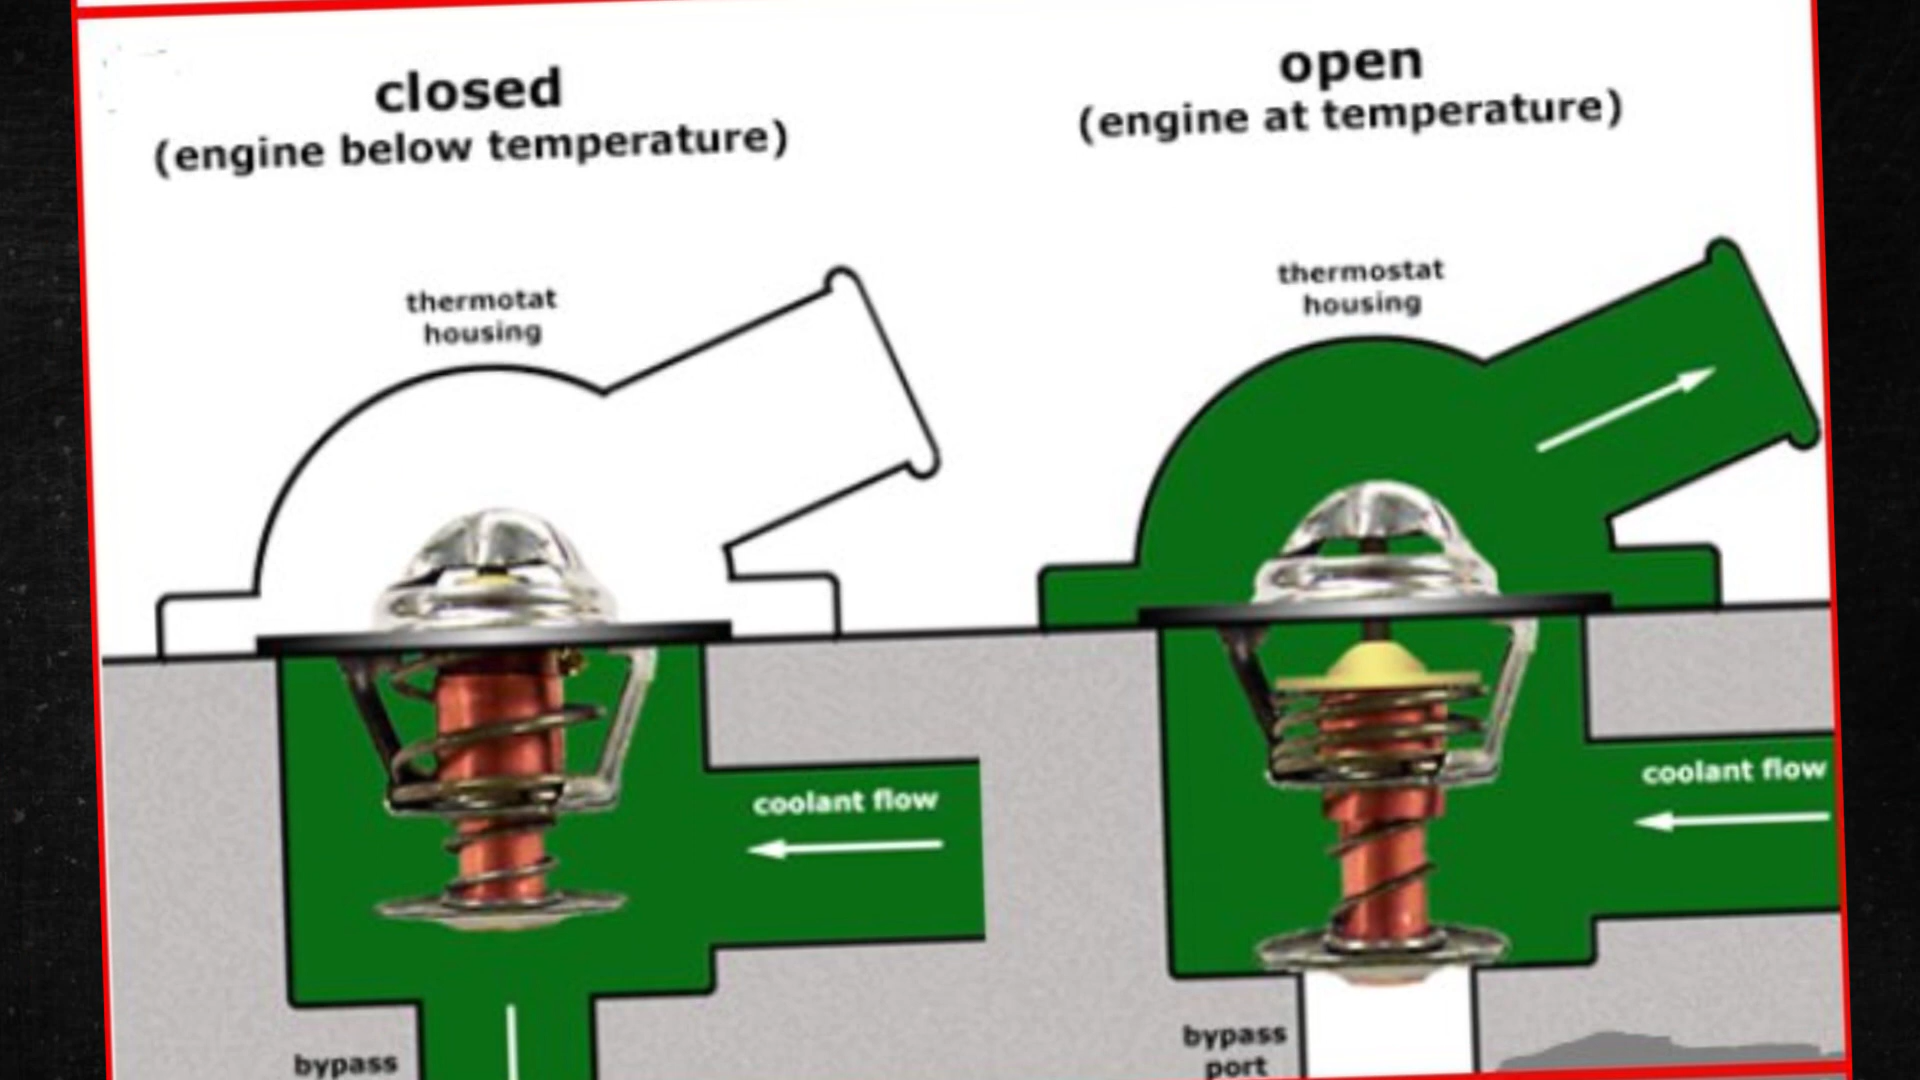 closed
(engine below temperature)
open
(engine at temperature)
thermotat
housing
thermostat
housing
coolant flow
coolant flow
bypass
bypass
port